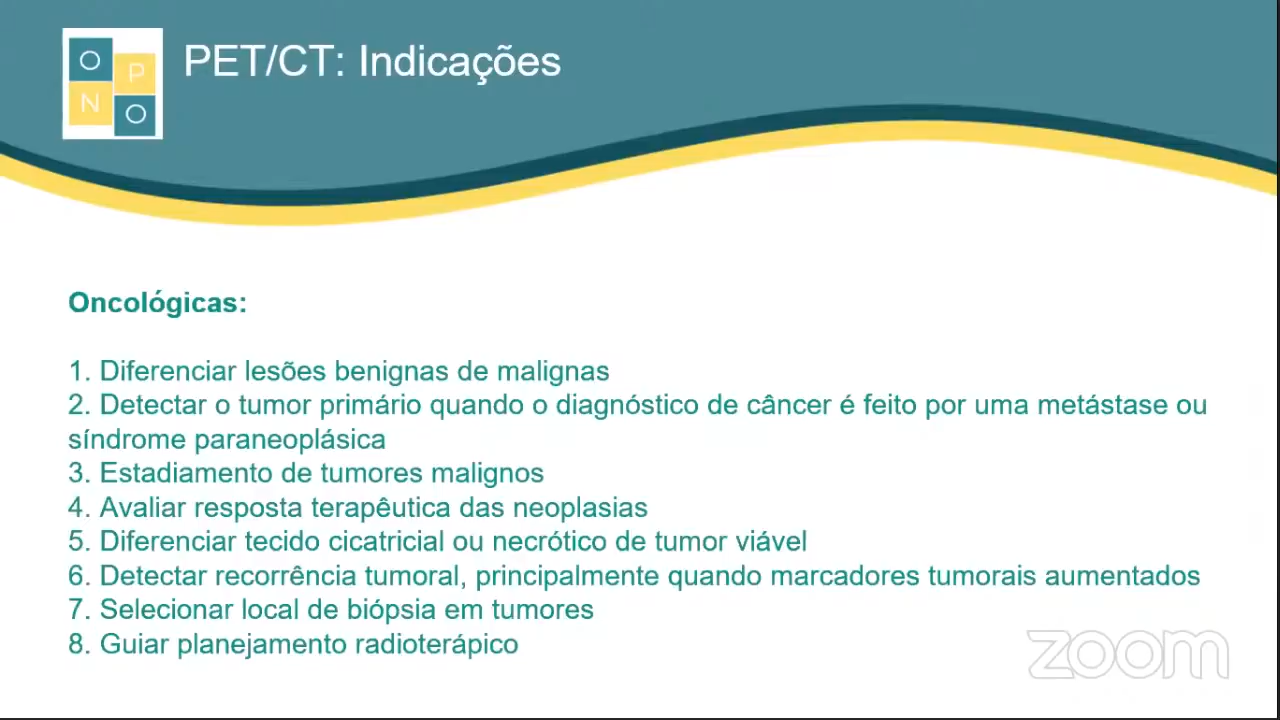 O
P
N
O
PET/CT: Indicações
Oncológicas:
1. Diferenciar lesões benignas de malignas
2. Detectar o tumor primário quando o diagnóstico de câncer é feito por uma metástase ou
síndrome paraneoplásica
3. Estadiamento de tumores malignos
4. Avaliar resposta terapêutica das neoplasias
5. Diferenciar tecido cicatricial ou necrótico de tumor viável
6. Detectar recorrência tumoral, principalmente quando marcadores tumorais aumentados
7. Selecionar local de biópsia em tumores
8. Guiar planejamento radioterápico
zoom